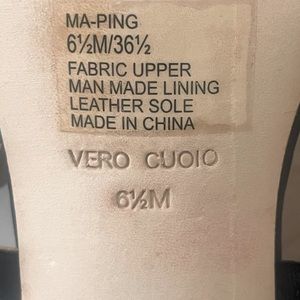 MA-PING
6½M/36½
FABRIC UPPER
MAN MADE LINING
LEATHER SOLE
MADE IN CHINA
VERO CUOIO
6½M